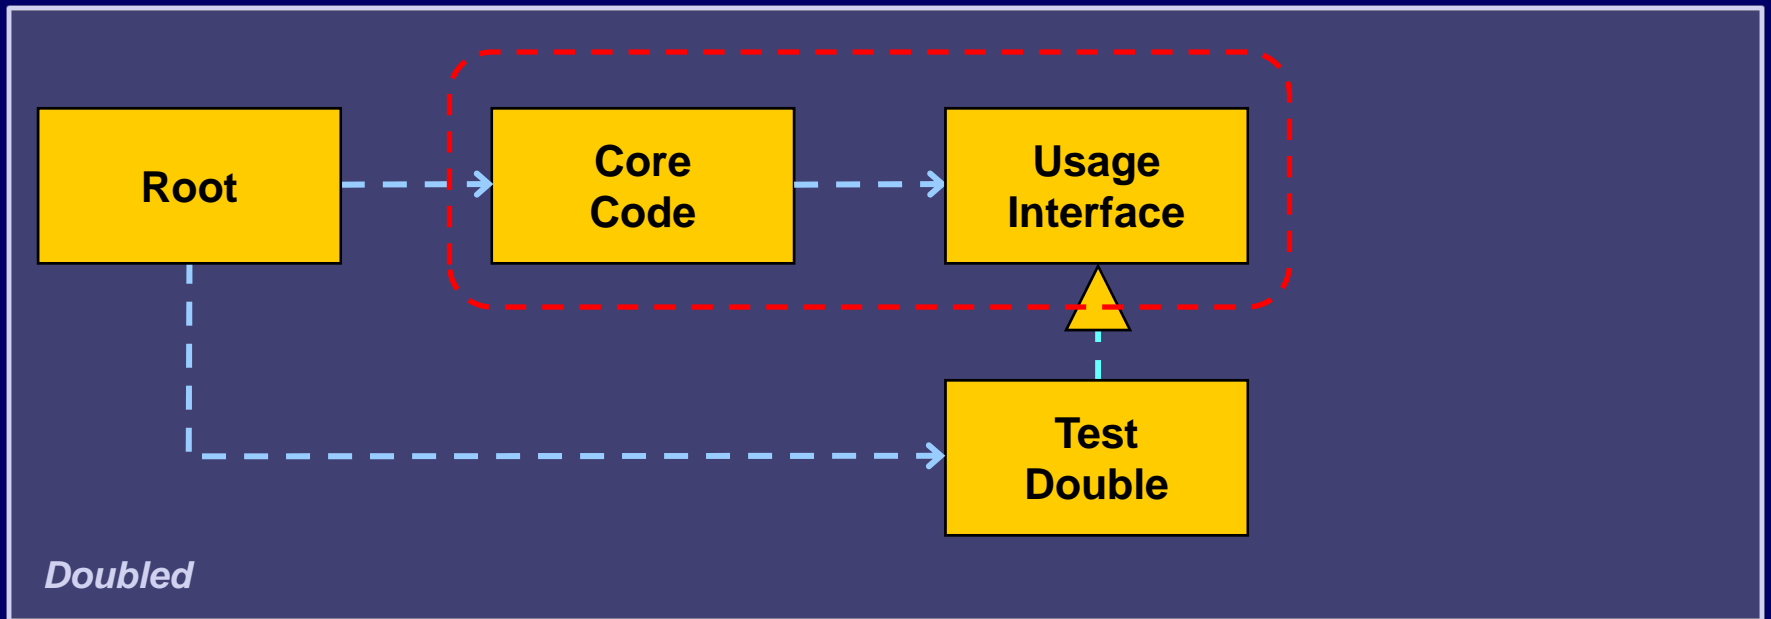 Root
Core
Code
Usage
Interface
Test
Double
Doubled